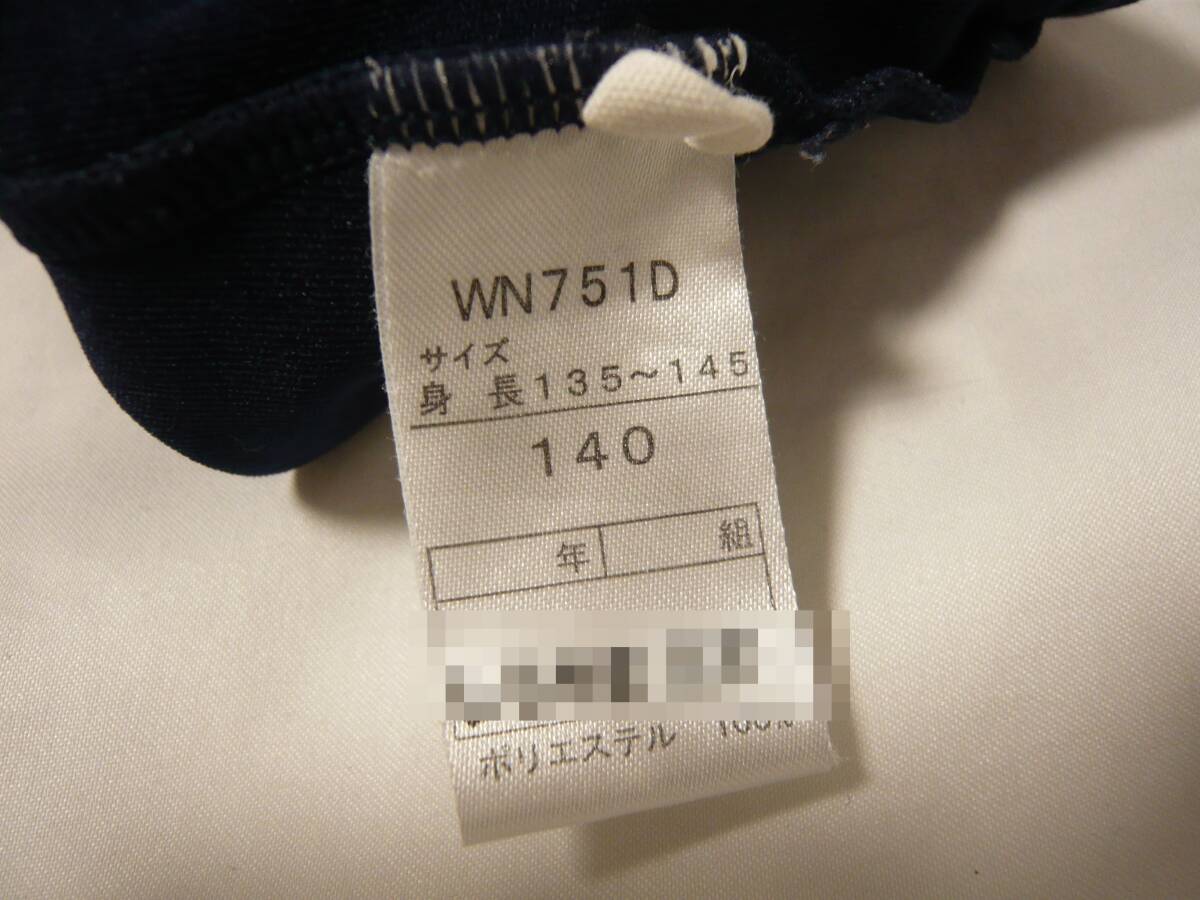 WN751D
サイズ
身 長135〜145
140
年 組
ポリエステル